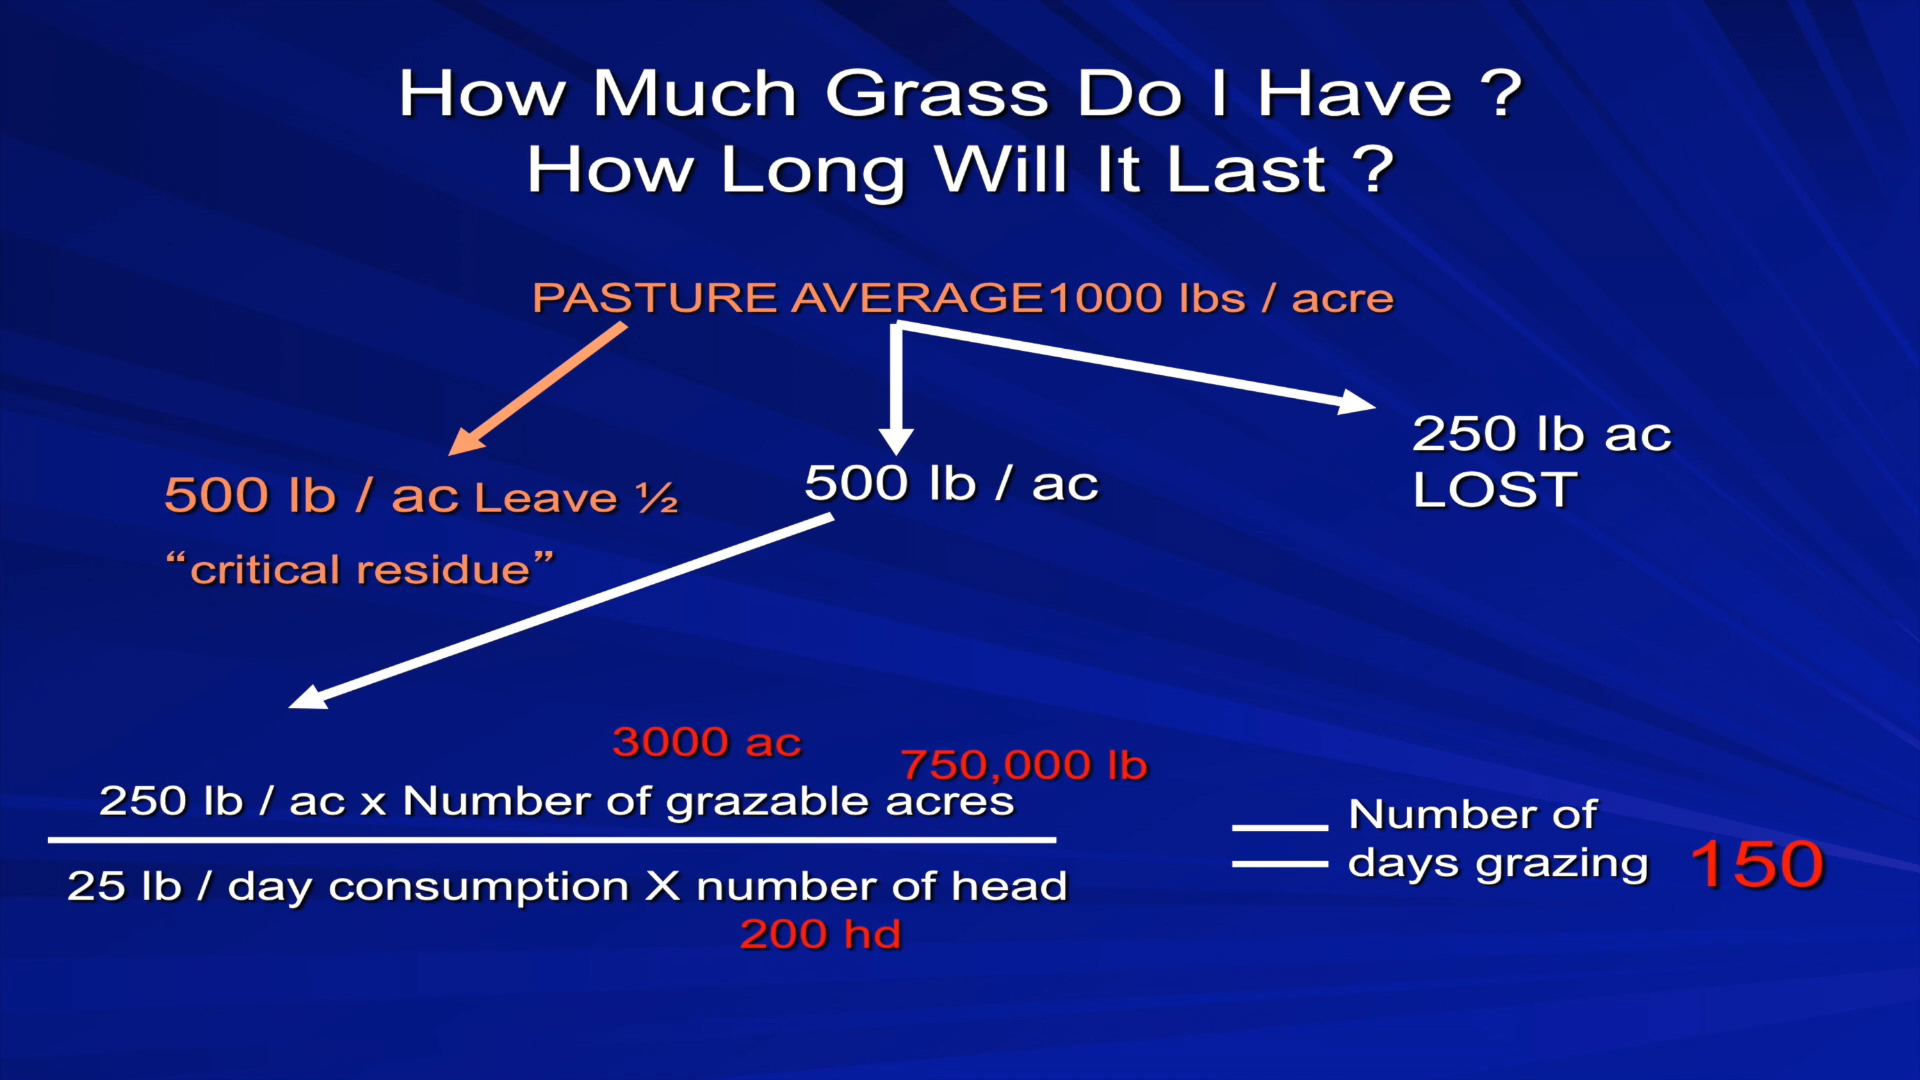 How Much Grass Do I Have ?
How Long Will It Last ?
PASTURE AVERAGE1000 lbs / acre
500 lb / ac Leave ½
“critical residue”
500 lb / ac
250 lb ac
LOST
3000 ac
750,000 lb
250 lb / ac x Number of grazable acres
25 lb / day consumption X number of head
200 hd
Number of
days grazing
150